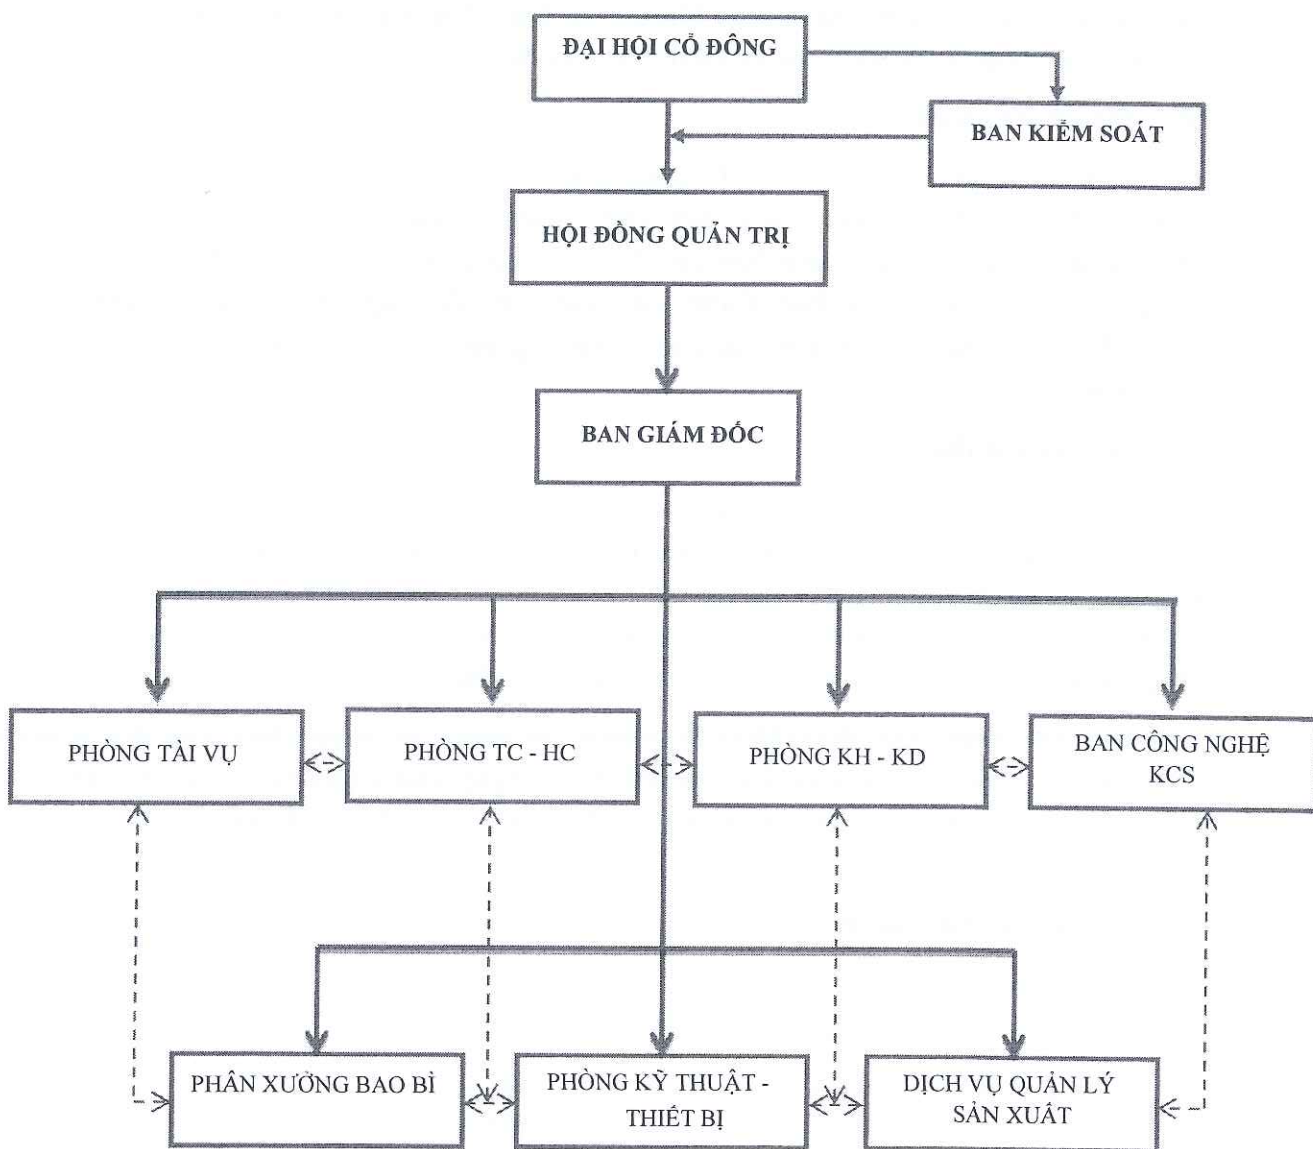 ĐẠI HỘI CỔ ĐÔNG
BAN KIỂM SOÁT
HỘI ĐỒNG QUẢN TRỊ
BAN GIÁM ĐỐC
PHÒNG TÀI VỤ
PHÒNG TC - HC
PHÒNG KH - KD
BAN CÔNG NGHỆ
KCS
PHÂN XƯỞNG BAO BÌ
PHÒNG KỸ THUẬT -
THIẾT BỊ
DỊCH VỤ QUẢN LÝ
SẢN XUẤT